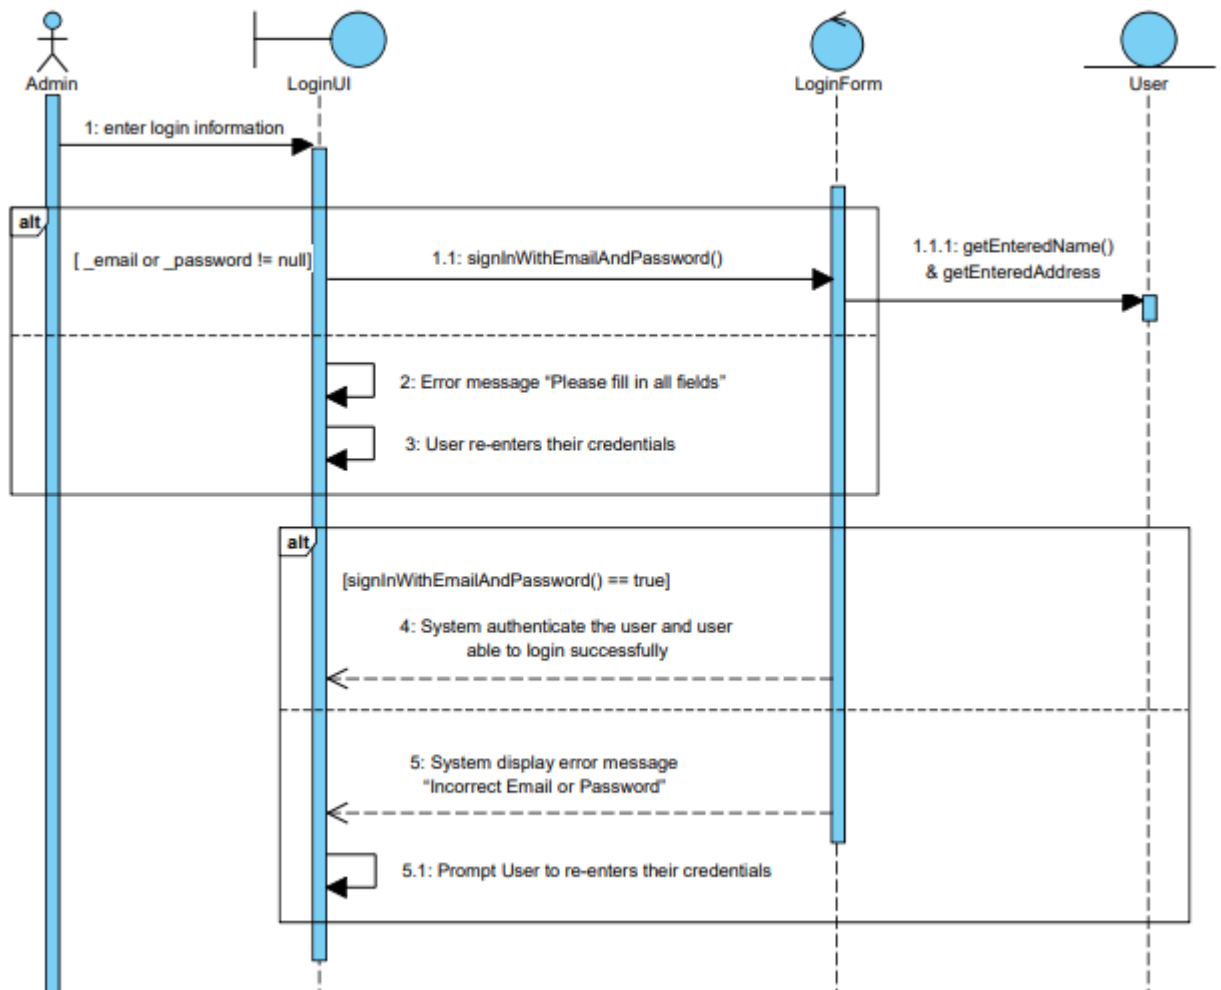 Admin
LoginUI
LoginForm
User
1: enter login information
alt
[ _email or _password != null]
1.1: signInWithEmailAndPassword()
1.1.1: getEnteredName()
& getEnteredAddress
2: Error message “Please fill in all fields”
3: User re-enters their credentials
alt
[signInWithEmailAndPassword() == true]
4: System authenticate the user and user
able to login successfully
5: System display error message
“Incorrect Email or Password”
5.1: Prompt User to re-enters their credentials